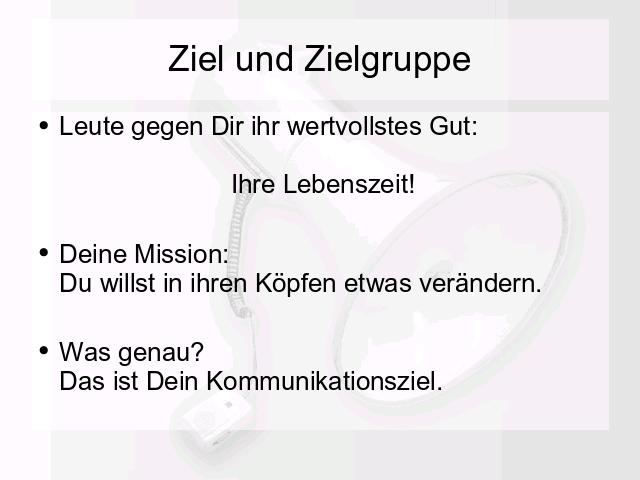 Ziel und Zielgruppe
• Leute gegen Dir ihr wertvollstes Gut:
Ihre Lebenszeit!
• Deine Mission:
Du willst in ihren Köpfen etwas verändern.
• Was genau?
Das ist Dein Kommunikationsziel.